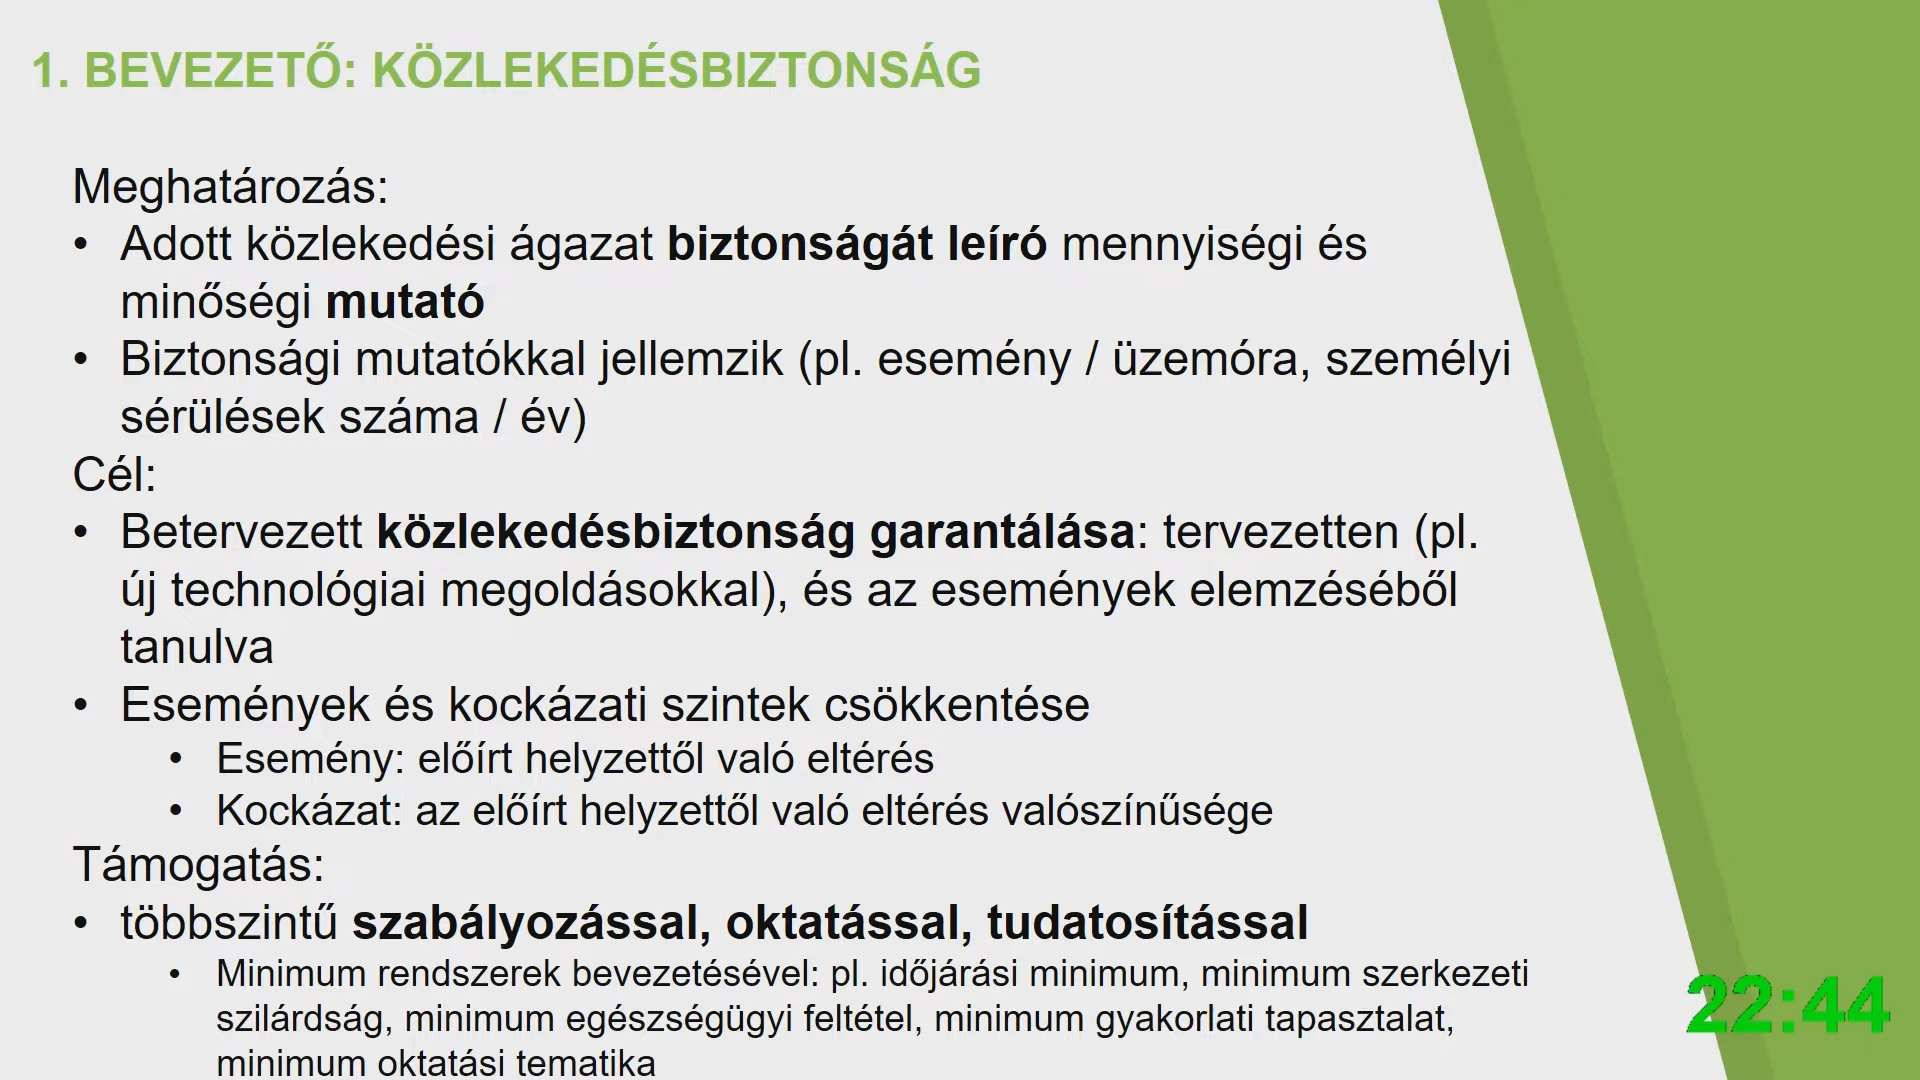 1. BEVEZETŐ: KÖZLEKEDÉSBIZTONSÁG
Meghatározás:
• Adott közlekedési ágazat biztonságát leíró mennyiségi és
minőségi mutató
• Biztonsági mutatókkal jellemzik (pl. esemény / üzemóra, személyi
sérülések száma / év)
Cél:
• Betervezett közlekedésbiztonság garantálása: tervezetten (pl.
új technológiai megoldásokkal), és az események elemzéséből
tanulva
• Események és kockázati szintek csökkentése
• Esemény: előírt helyzettől való eltérés
• Kockázat: az előírt helyzettől való eltérés valószínűsége
Támogatás:
• többszintű szabályozással, oktatással, tudatosítással
• Minimum rendszerek bevezetésével: pl. időjárási minimum, minimum szerkezeti
szilárdság, minimum egészségügyi feltétel, minimum gyakorlati tapasztalat,
minimum oktatási tematika
22:44